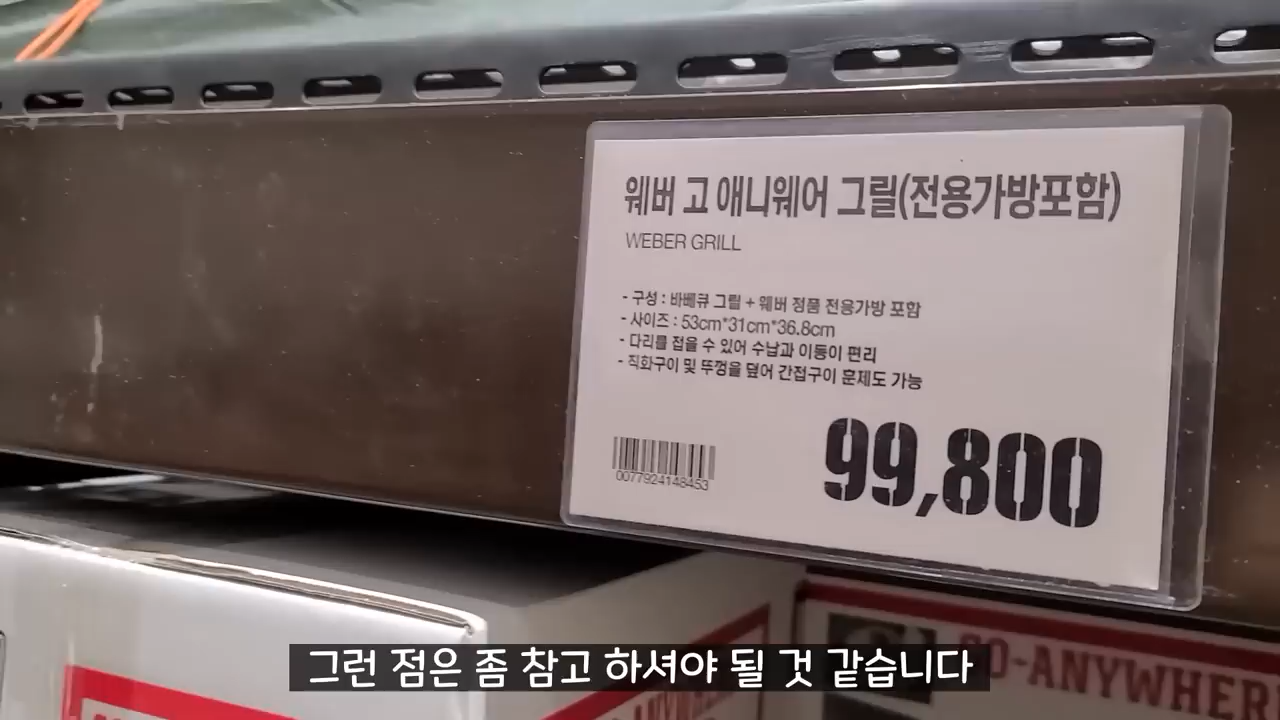 웨버 고 애니웨어 그릴(전용가방포함)
WEBER GRILL
- 구성 : 바베큐 그릴 + 웨버 정품 전용가방 포함
- 사이즈 : 53cm*31cm*36.8cm
- 다리를 접을 수 있어 수납과 이동이 편리
- 직화구이 및 뚜껑을 덮어 간접구이 훈제도 가능
99,800
0077924148453
GO-ANYWHERE
그런 점은 좀 참고 하셔야 될 것 같습니다